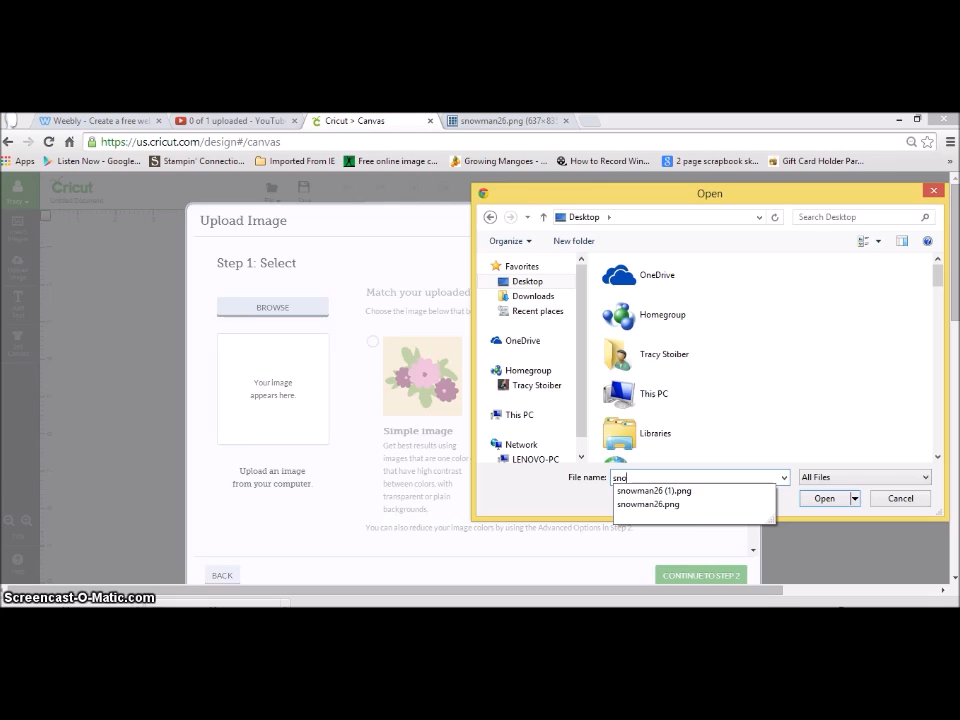 Weebly - Create a free we
0 of 1 uploaded - YouTub
Cricut > Canvas
snowman26.png (637×83
https://us.cricut.com/design#/canvas
Apps
Listen Now - Google...
Stampin' Connectio...
Imported From IE
Free online image c...
Growing Mangoes -...
How to Record Win...
2 page scrapbook sk...
Gift Card Holder Par...
Cricut
Upload Image
Step 1: Select
BROWSE
Your image
appears here.
Upload an image
from your computer.
Match your uploaded
Choose the image below that b
Simple image
Get best results using
images that are one color
that have high contrast
between colors, with
transparent or plain
backgrounds.
You can also reduce your image colors by using the Advanced Options in Step 2.
BACK
CONTINUE TO STEP 2
Open
Desktop
Search Desktop
Organize
New folder
Favorites
Desktop
Downloads
Recent places
OneDrive
Homegroup
Tracy Stoiber
This PC
Network
LENOVO-PC
OneDrive
Homegroup
Tracy Stoiber
This PC
Libraries
File name:
sno
All Files
snowman26 (1).png
snowman26.png
Open
Cancel
Screencast-O-Matic.com